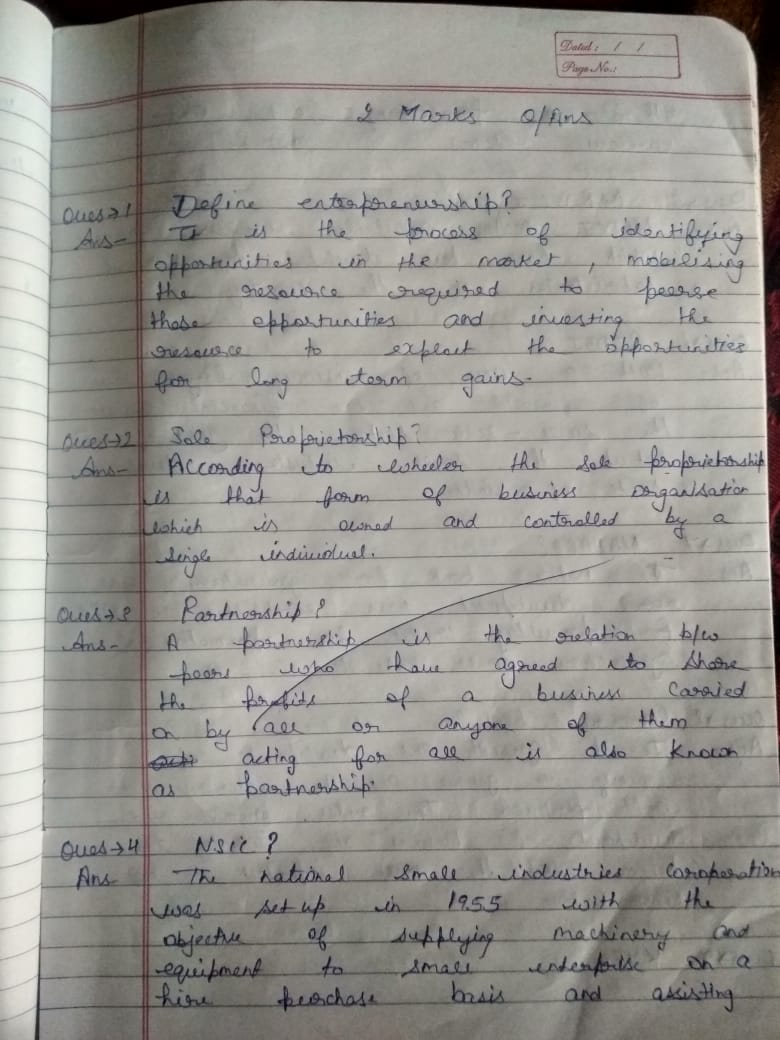 Dated : / /
Page No.:
2 Marks Q/Ans
Ques→1 Define enterpreneurship?
Ans- It is the process of identifying
opportunities in the market, mobilising
the resource required to
those opportunities and investing the
resource to exploit the opportunities
for long term gains.
Ques→2 Sole Proprietorship?
Ans- According to wheeler the sole proprietorship
is that form of business organisation
which is owned and controlled by a
single individual.
Ques→3 Partnership?
Ans- A partnership is the relation b/w
who have agreed to share
the profits of a business carried
on by all or anyone of them
acting for all is also known
as partnership.
Ques→4 NSIC?
Ans- The national small industries coroporation
was set up in 1955 with the
objective of supplying machinery and
equipment to small enterprise on a
hire purchase basis and assisting